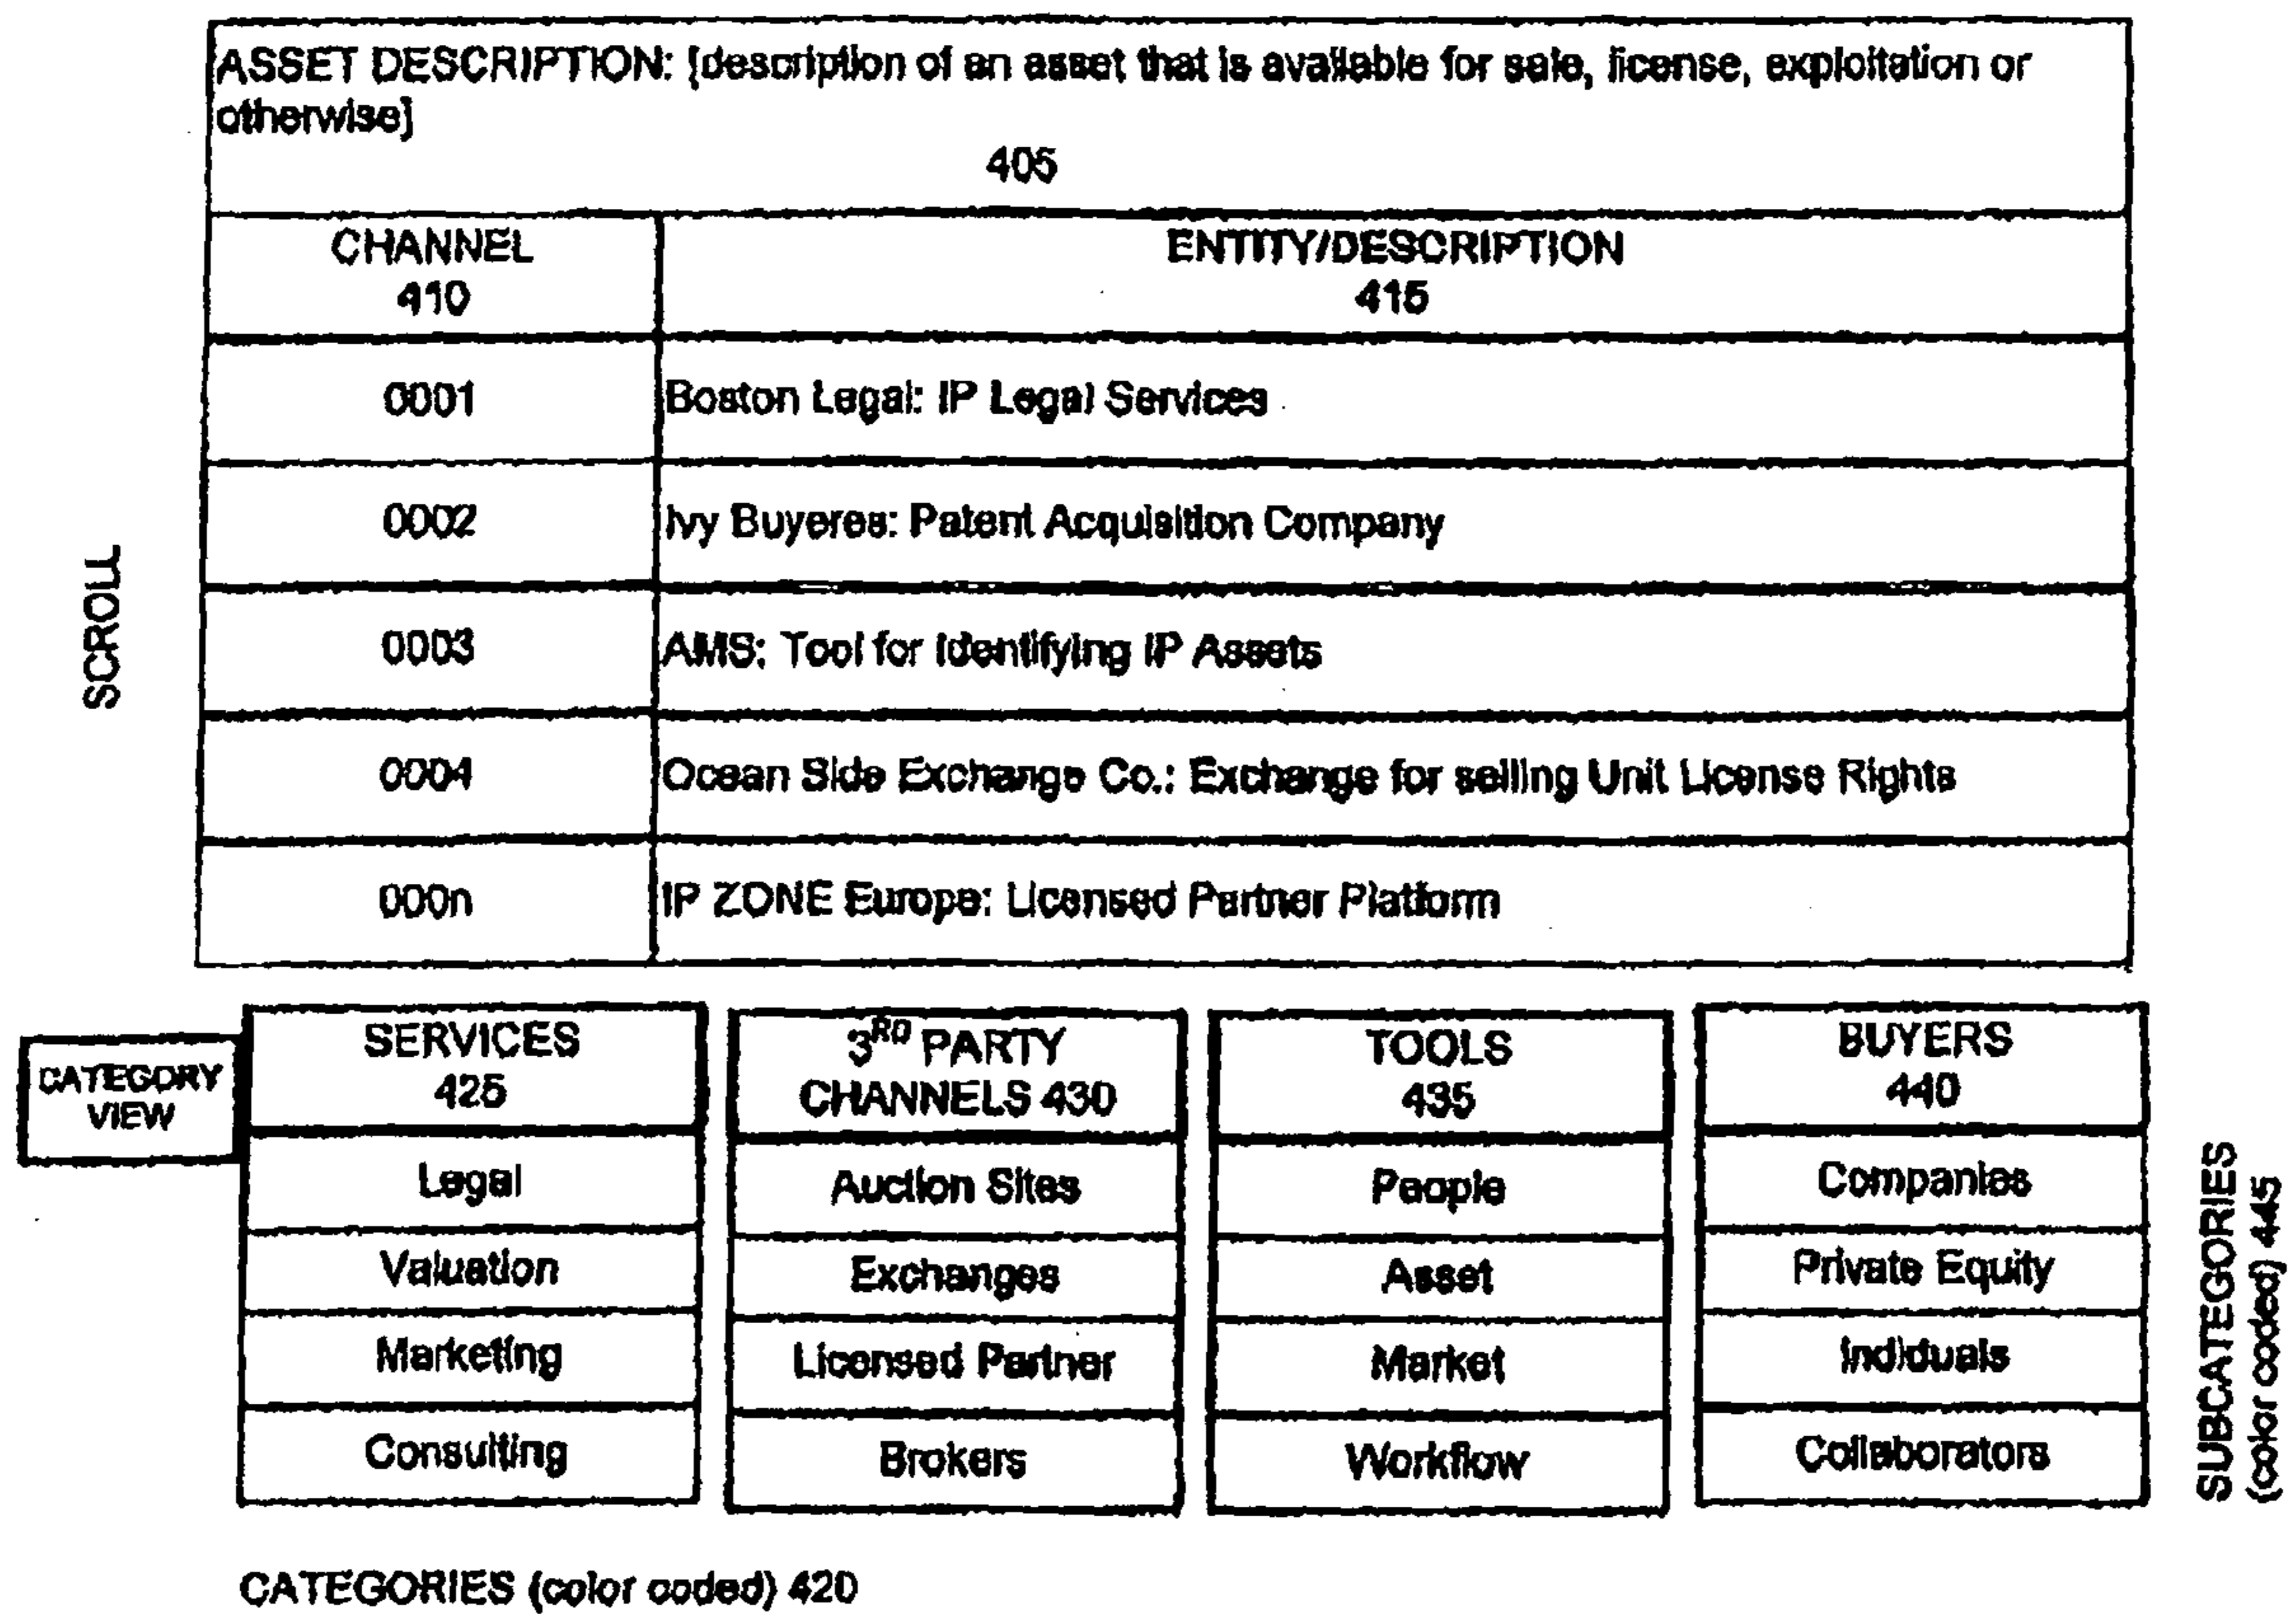 ASSET DESCRIPTION: [description of an asset that is available for sale, license, exploitation or
otherwise]
405
CHANNEL
410
ENTITY/DESCRIPTION
415
0001
Boston Legal: IP Legal Services
0002
Ivy Buyeres: Patent Acquisition Company
0003
AMS: Tool for Identifying IP Assets
0004
Ocean Side Exchange Co.: Exchange for selling Unit License Rights
000n
IP ZONE Europe: Licensed Partner Platform
SCROLL
CATEGORY
VIEW
SERVICES
425
Legal
Valuation
Marketing
Consulting
3RD PARTY
CHANNELS 430
Auction Sites
Exchanges
Licensed Partner
Brokers
TOOLS
435
People
Asset
Market
Workflow
BUYERS
440
Companies
Private Equity
Indiduals
Collaborators
SUBCATEGORIES
(color coded) 445
CATEGORIES (color coded) 420